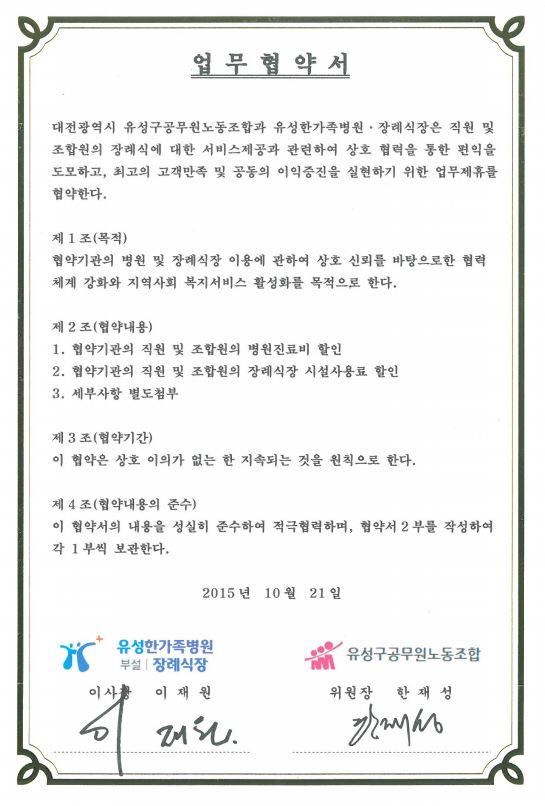 업무협약서
대전광역시 유성구공무원노동조합과 유성한가족병원·장례식장은 직원 및
조합원의 장례식에 대한 서비스제공과 관련하여 상호 협력을 통한 편익을
도모하고, 최고의 고객만족 및 공동의 이익증진을 실현하기 위한 업무제휴를
협약한다.
제1조(목적)
협약기관의 병원 및 장례식장 이용에 관하여 상호 신뢰를 바탕으로한 협력
체계 강화와 지역사회 복지서비스 활성화를 목적으로 한다.
제2조(협약내용)
1. 협약기관의 직원 및 조합원의 병원진료비 할인
2. 협약기관의 직원 및 조합원의 장례식장 시설사용료 할인
3. 세부사항 별도첨부
제3조(협약기간)
이 협약은 상호 이의가 없는 한 지속되는 것을 원칙으로 한다.
제4조(협약내용의 준수)
이 협약서의 내용을 성실히 준수하여 적극협력하며, 협약서 2부를 작성하여
각 1부씩 보관한다.
2015년 10월 21일
유성한가족병원
부설 | 장례식장
이사장 이재원
이재원.
유성구공무원노동조합
위원장 한재성
한재성